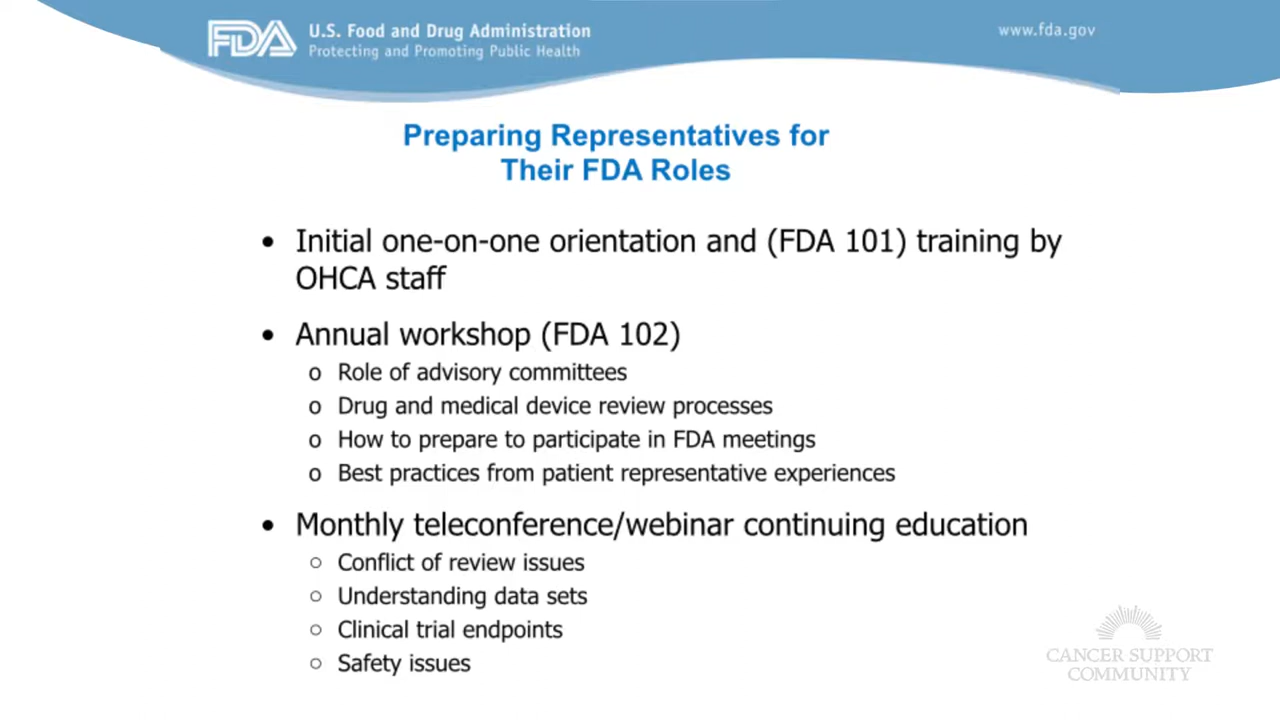 FDA
U.S. Food and Drug Administration
Protecting and Promoting Public Health
www.fda.gov
Preparing Representatives for
Their FDA Roles
• Initial one-on-one orientation and (FDA 101) training by
OHCA staff
• Annual workshop (FDA 102)
o Role of advisory committees
o Drug and medical device review processes
o How to prepare to participate in FDA meetings
o Best practices from patient representative experiences
• Monthly teleconference/webinar continuing education
○ Conflict of review issues
○ Understanding data sets
○ Clinical trial endpoints
○ Safety issues
CANCER SUPPORT
COMMUNITY